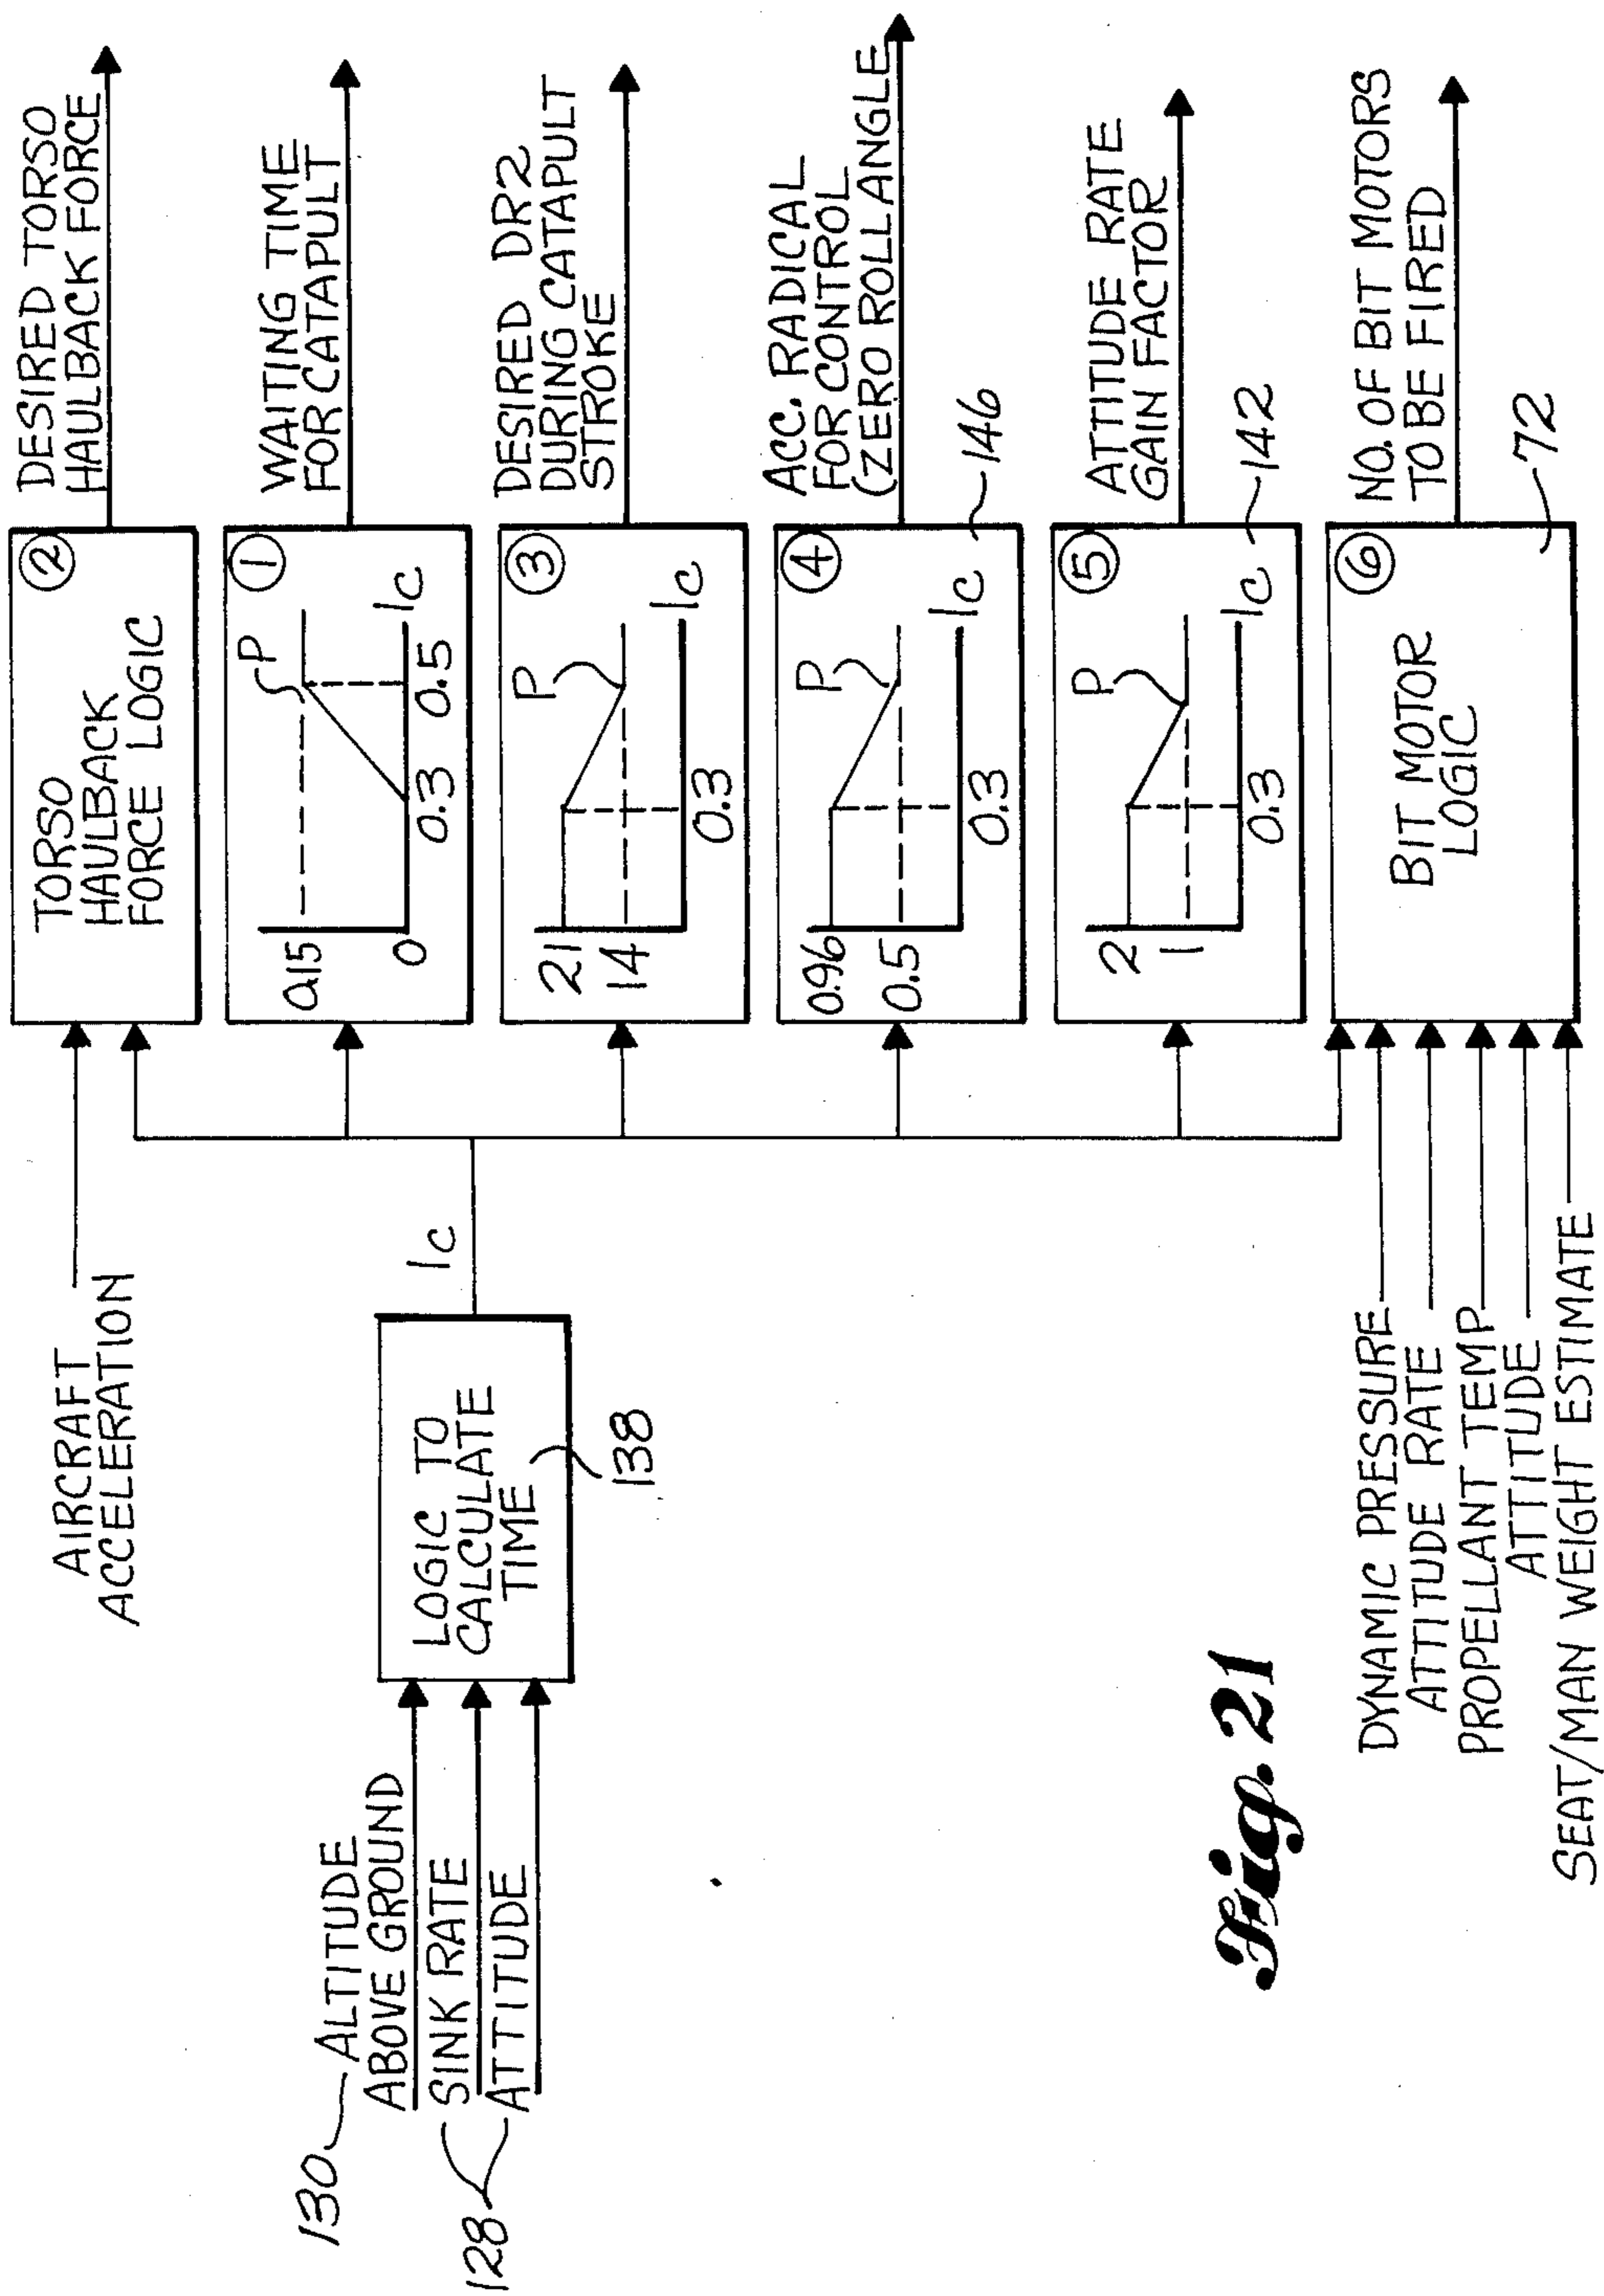 AIRCRAFT
ACCELERATION
130
ALTITUDE
ABOVE GROUND
SINK RATE
ATTITUDE
128
LOGIC TO
CALCULATE
TIME
138
Ic
DYNAMIC PRESSURE
ATTITUDE RATE
PROPELLANT TEMP
ATTITUDE
SEAT/MAN WEIGHT ESTIMATE
TORSO
HAULBACK
FORCE LOGIC
2
DESIRED TORSO
HAULBACK FORCE
1
P
0.15
0
0.3
0.5
Ic
WAITING TIME
FOR CATAPULT
3
P
21
14
0.3
Ic
DESIRED DR2
DURING CATAPULT
STROKE
4
P
0.96
0.5
0.3
Ic
146
ACC. RADICAL
FOR CONTROL
(ZERO ROLL ANGLE
5
P
2
1
0.3
Ic
142
ATTITUDE RATE
GAIN FACTOR
6
BIT MOTOR
LOGIC
72
NO. OF BIT MOTORS
TO BE FIRED
Fig. 21